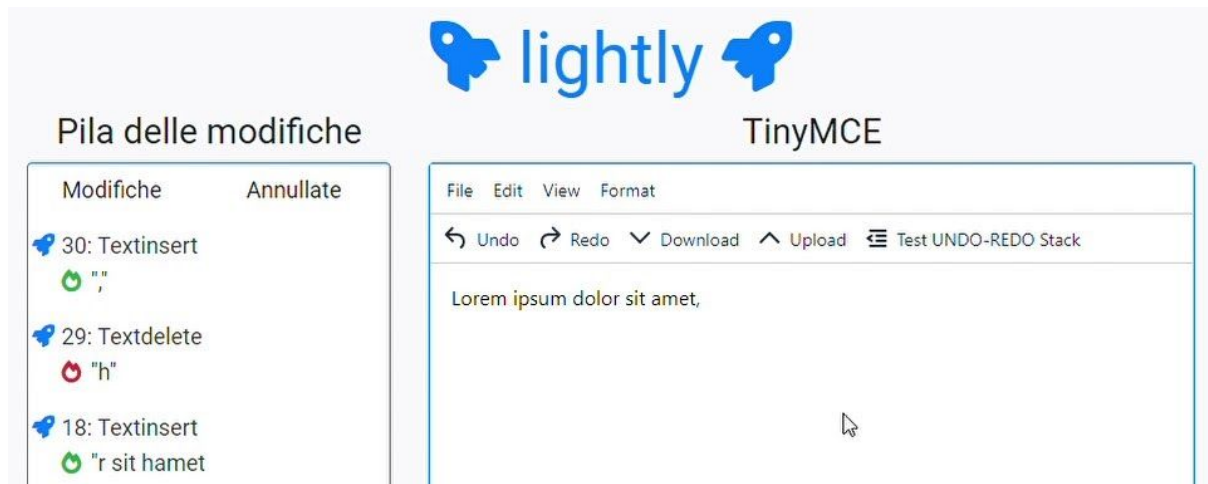 lightly
Pila delle modifiche
Modifiche Annullate
30: Textinsert
","
29: Textdelete
"h"
18: Textinsert
"r sit hamet
TinyMCE
File Edit View Format
Undo Redo Download Upload Test UNDO-REDO Stack
Lorem ipsum dolor sit amet,